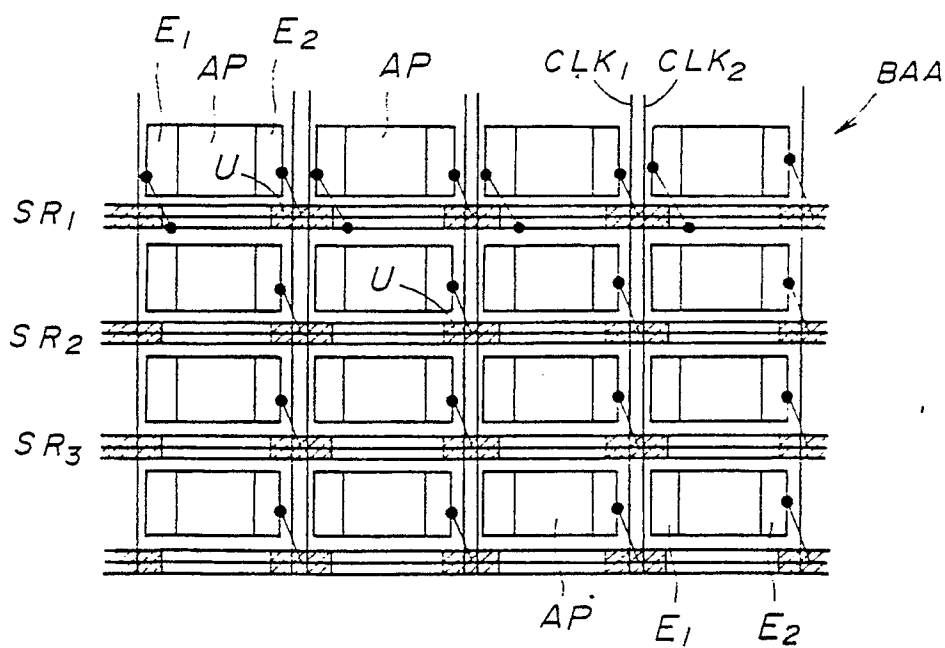 E1 AP E2 AP CLK1 CLK2 BAA
U
SR1
U
SR2
SR3
AP E1 E2